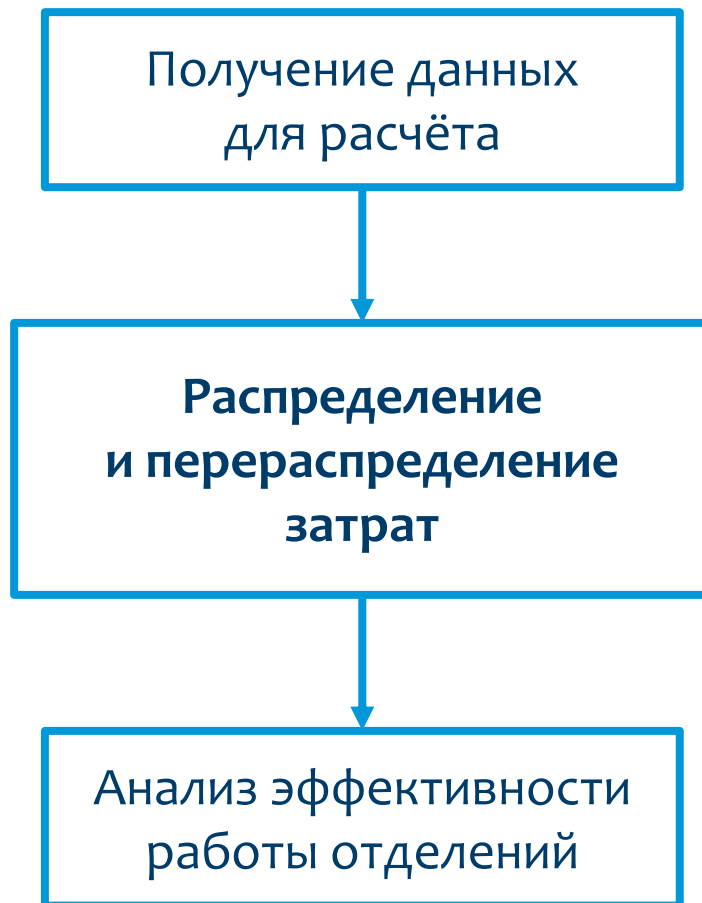 Получение данных
для расчёта
Распределение
и перераспределение
затрат
Анализ эффективности
работы отделений